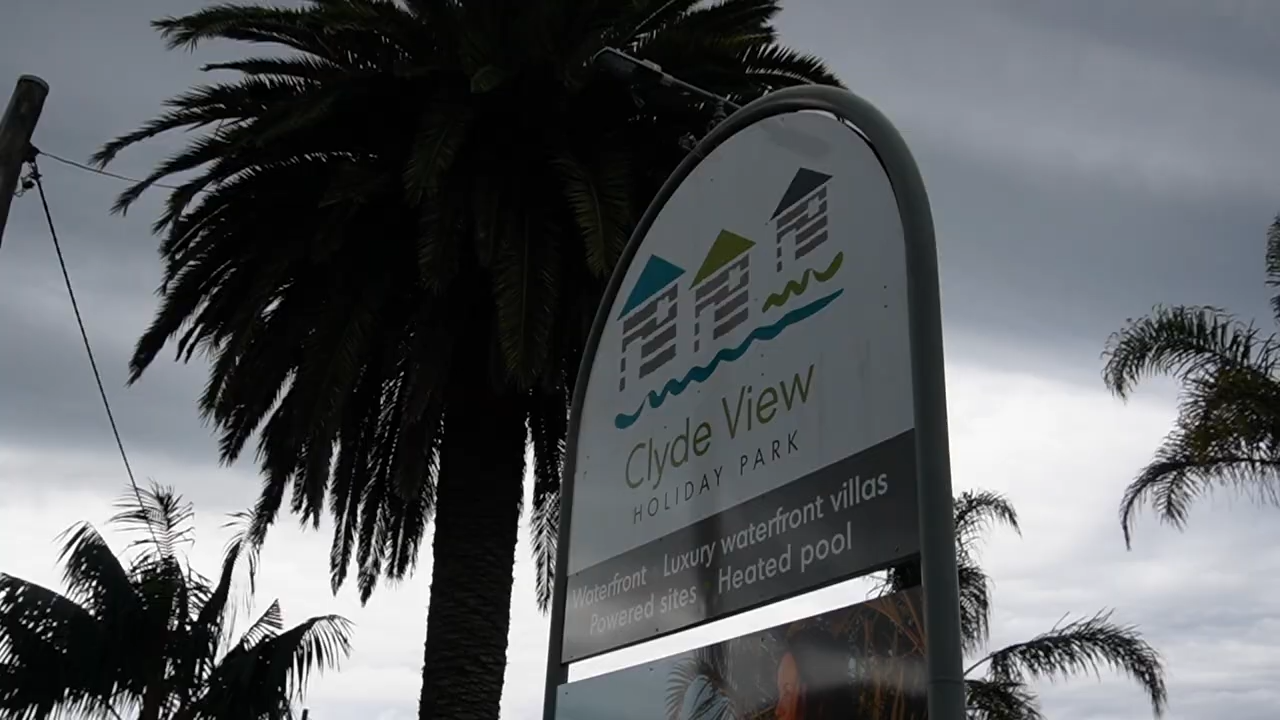 Clyde View
HOLIDAY PARK
Waterfront Luxury waterfront villas
Powered sites Heated pool